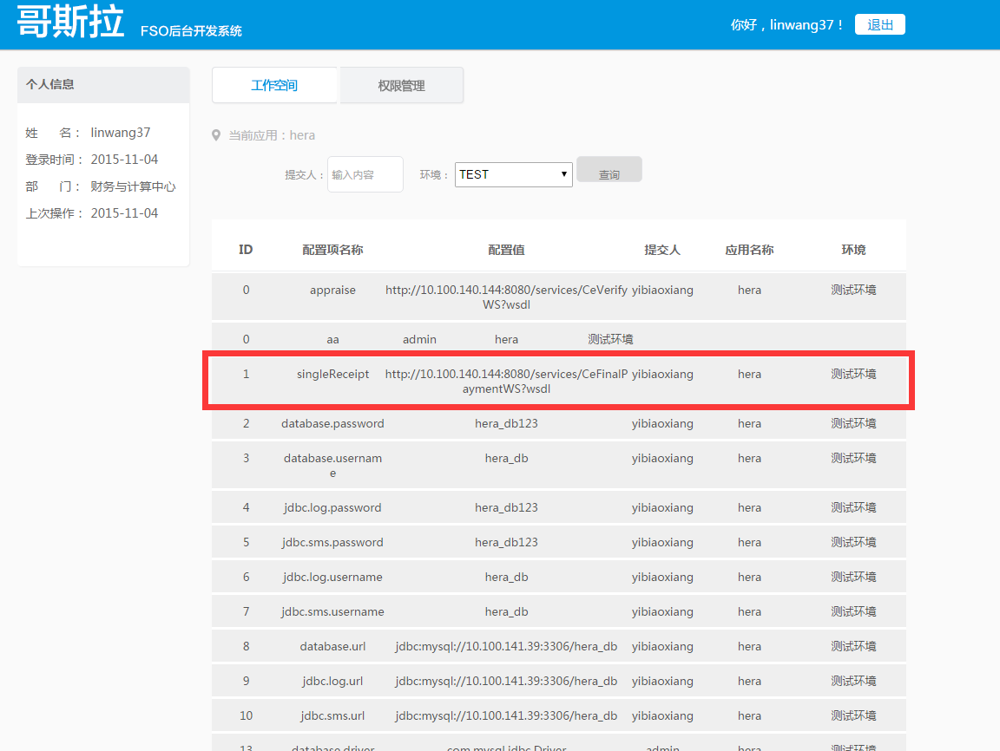 哥斯拉 FSO后台开发系统 你好，linwang37！ 退出
个人信息
姓 名： linwang37
登录时间： 2015-11-04
部 门： 财务与计算中心
上次操作： 2015-11-04
工作空间 权限管理
当前应用：hera
提交人： 输入内容 环境： TEST 查询
ID 配置项名称 配置值 提交人 应用名称 环境
0 appraise http://10.100.140.144:8080/services/CeVerify yibiaoxiang hera 测试环境
WS?wsdl
0 aa admin hera 测试环境
1 singleReceipt http://10.100.140.144:8080/services/CeFinalP yibiaoxiang hera 测试环境
aymentWS?wsdl
2 database.password hera_db123 yibiaoxiang hera 测试环境
3 database.usernam hera_db yibiaoxiang hera 测试环境
e
4 jdbc.log.password hera_db123 yibiaoxiang hera 测试环境
5 jdbc.sms.password hera_db123 yibiaoxiang hera 测试环境
6 jdbc.log.username hera_db yibiaoxiang hera 测试环境
7 jdbc.sms.username hera_db yibiaoxiang hera 测试环境
8 database.url jdbc:mysql://10.100.141.39:3306/hera_db yibiaoxiang hera 测试环境
9 jdbc.log.url jdbc:mysql://10.100.141.39:3306/hera_db yibiaoxiang hera 测试环境
10 jdbc.sms.url jdbc:mysql://10.100.141.39:3306/hera_db yibiaoxiang hera 测试环境
13 database.driver com.mysql.jdbc.Driver admin hera 测试环境